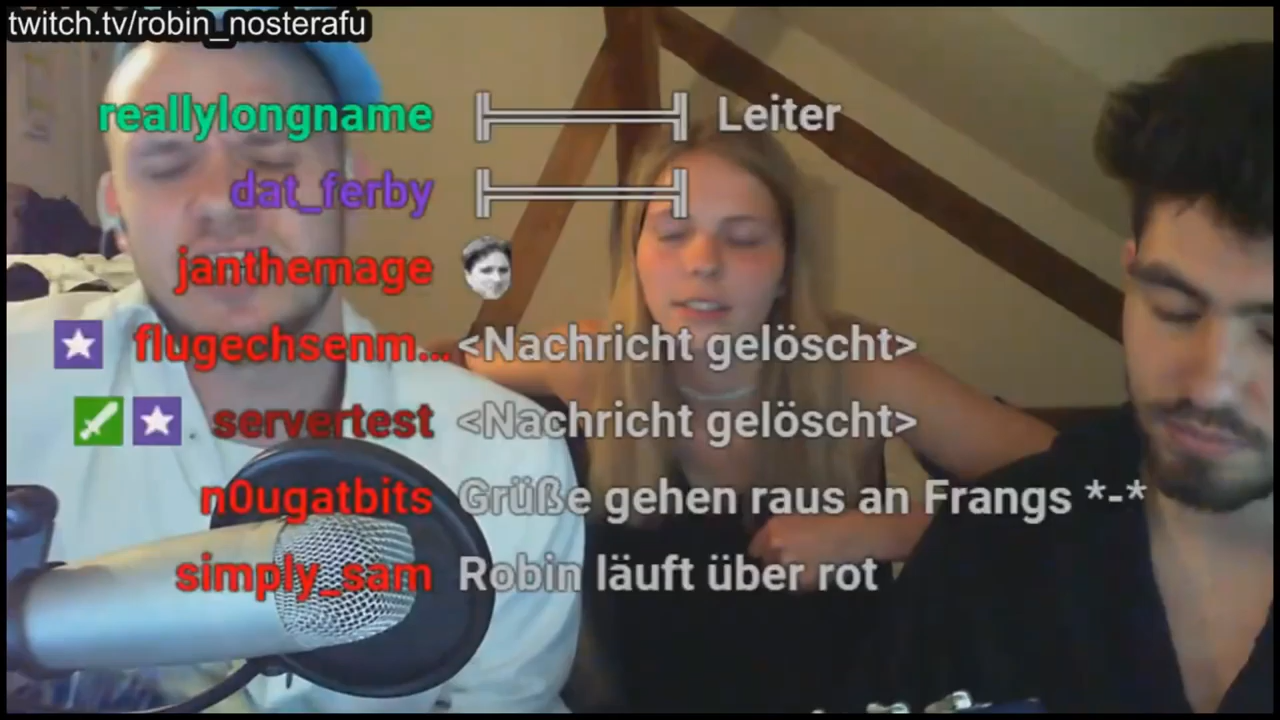 twitch.tv/robin_nosterafu
reallylongname Leiter
dat_ferby
janthemage
flugechsenm... <Nachricht gelöscht>
servertest <Nachricht gelöscht>
n0ugatbits Grüße gehen raus an Frangs *-*
simply_sam Robin läuft über rot